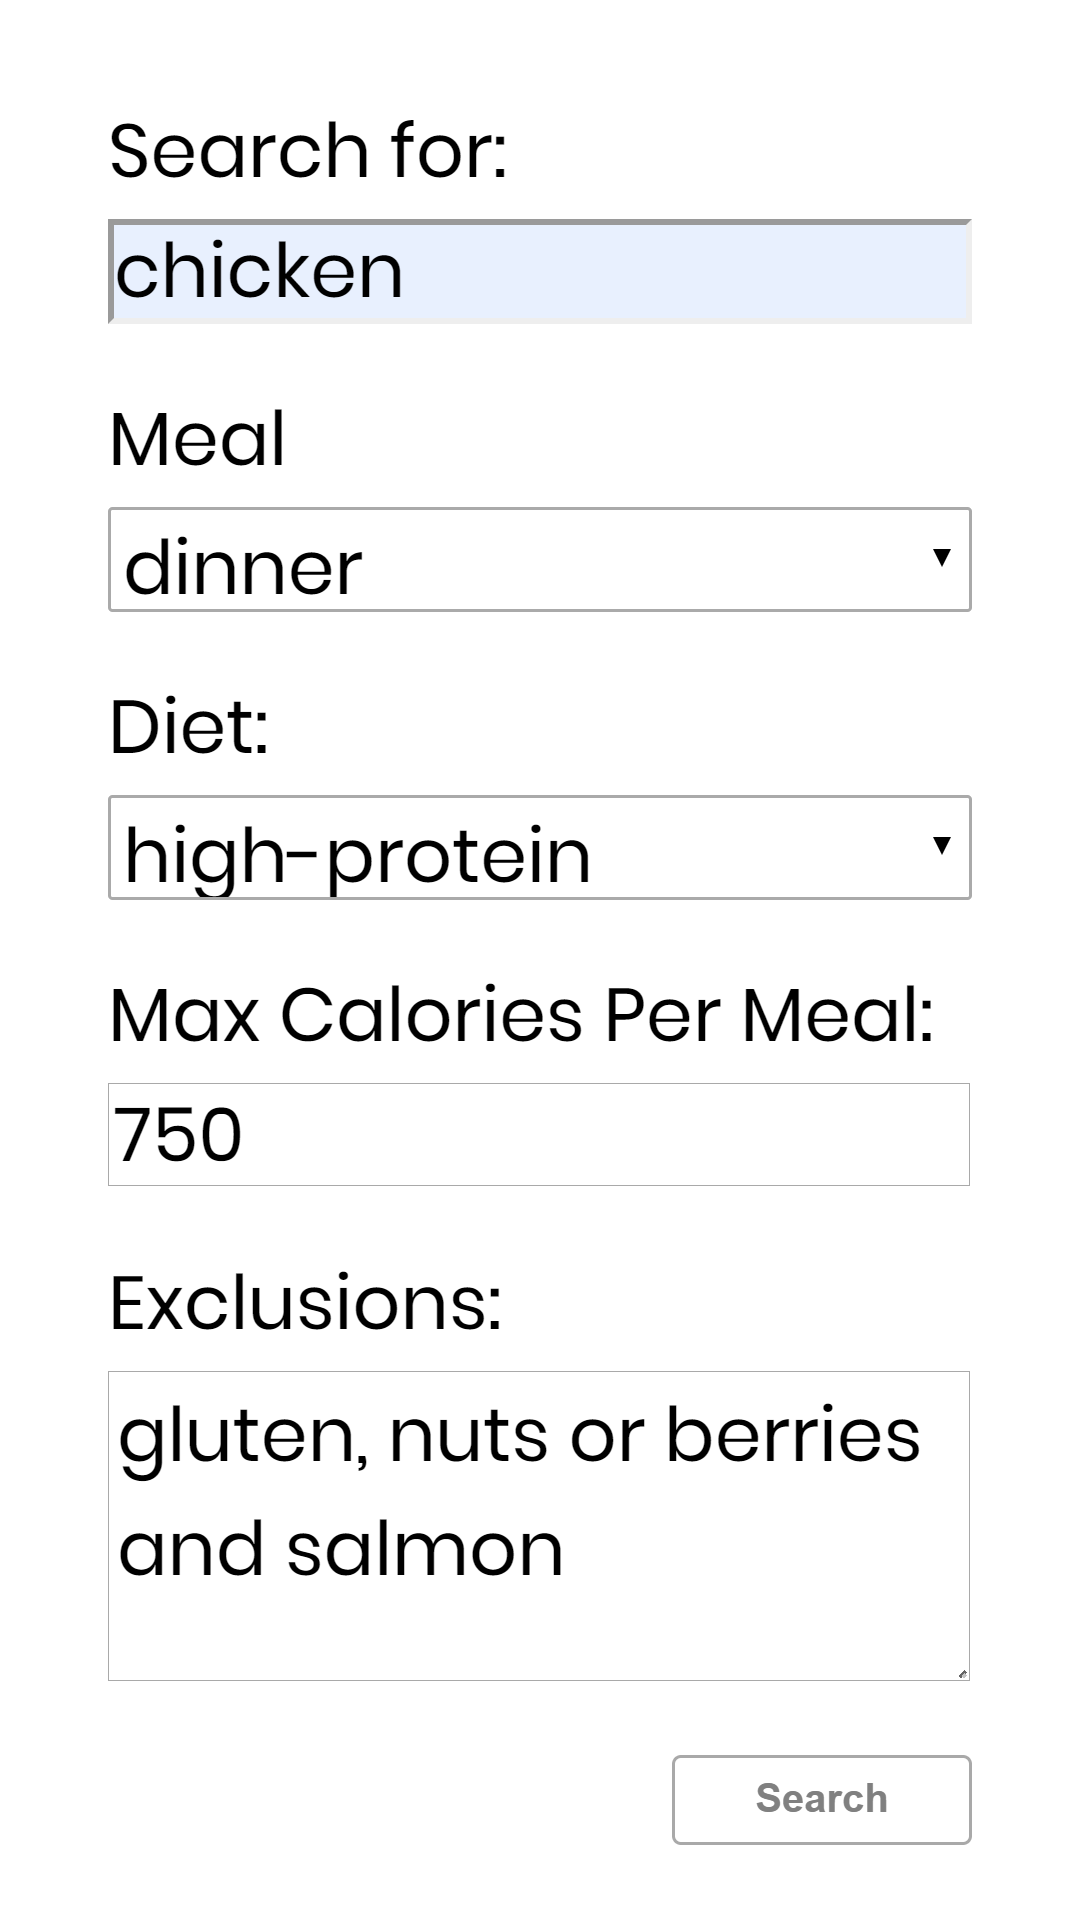 Search for:
chicken
Meal
dinner
Diet:
high-protein
Max Calories Per Meal:
750
Exclusions:
gluten, nuts or berries
and salmon
Search